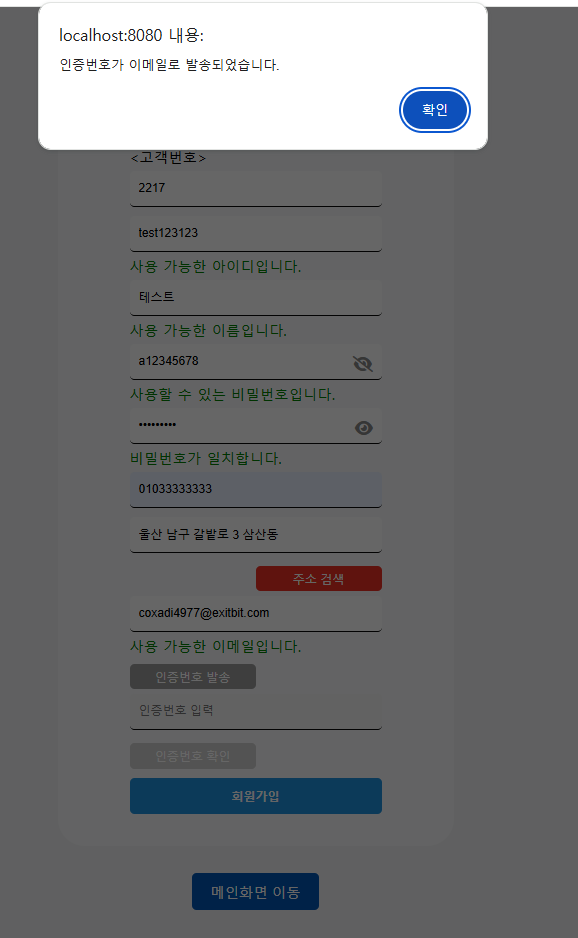 localhost:8080 내용:
인증번호가 이메일로 발송되었습니다.
확인
<고객번호>
2217
test123123
사용 가능한 아이디입니다.
테스트
사용 가능한 이름입니다.
a12345678
사용할 수 있는 비밀번호입니다.
•••••••••
비밀번호가 일치합니다.
01033333333
울산 남구 갈밭로 3 삼산동
주소 검색
coxadi4977@exitbit.com
사용 가능한 이메일입니다.
인증번호 발송
인증번호 입력
인증번호 확인
회원가입
메인화면 이동